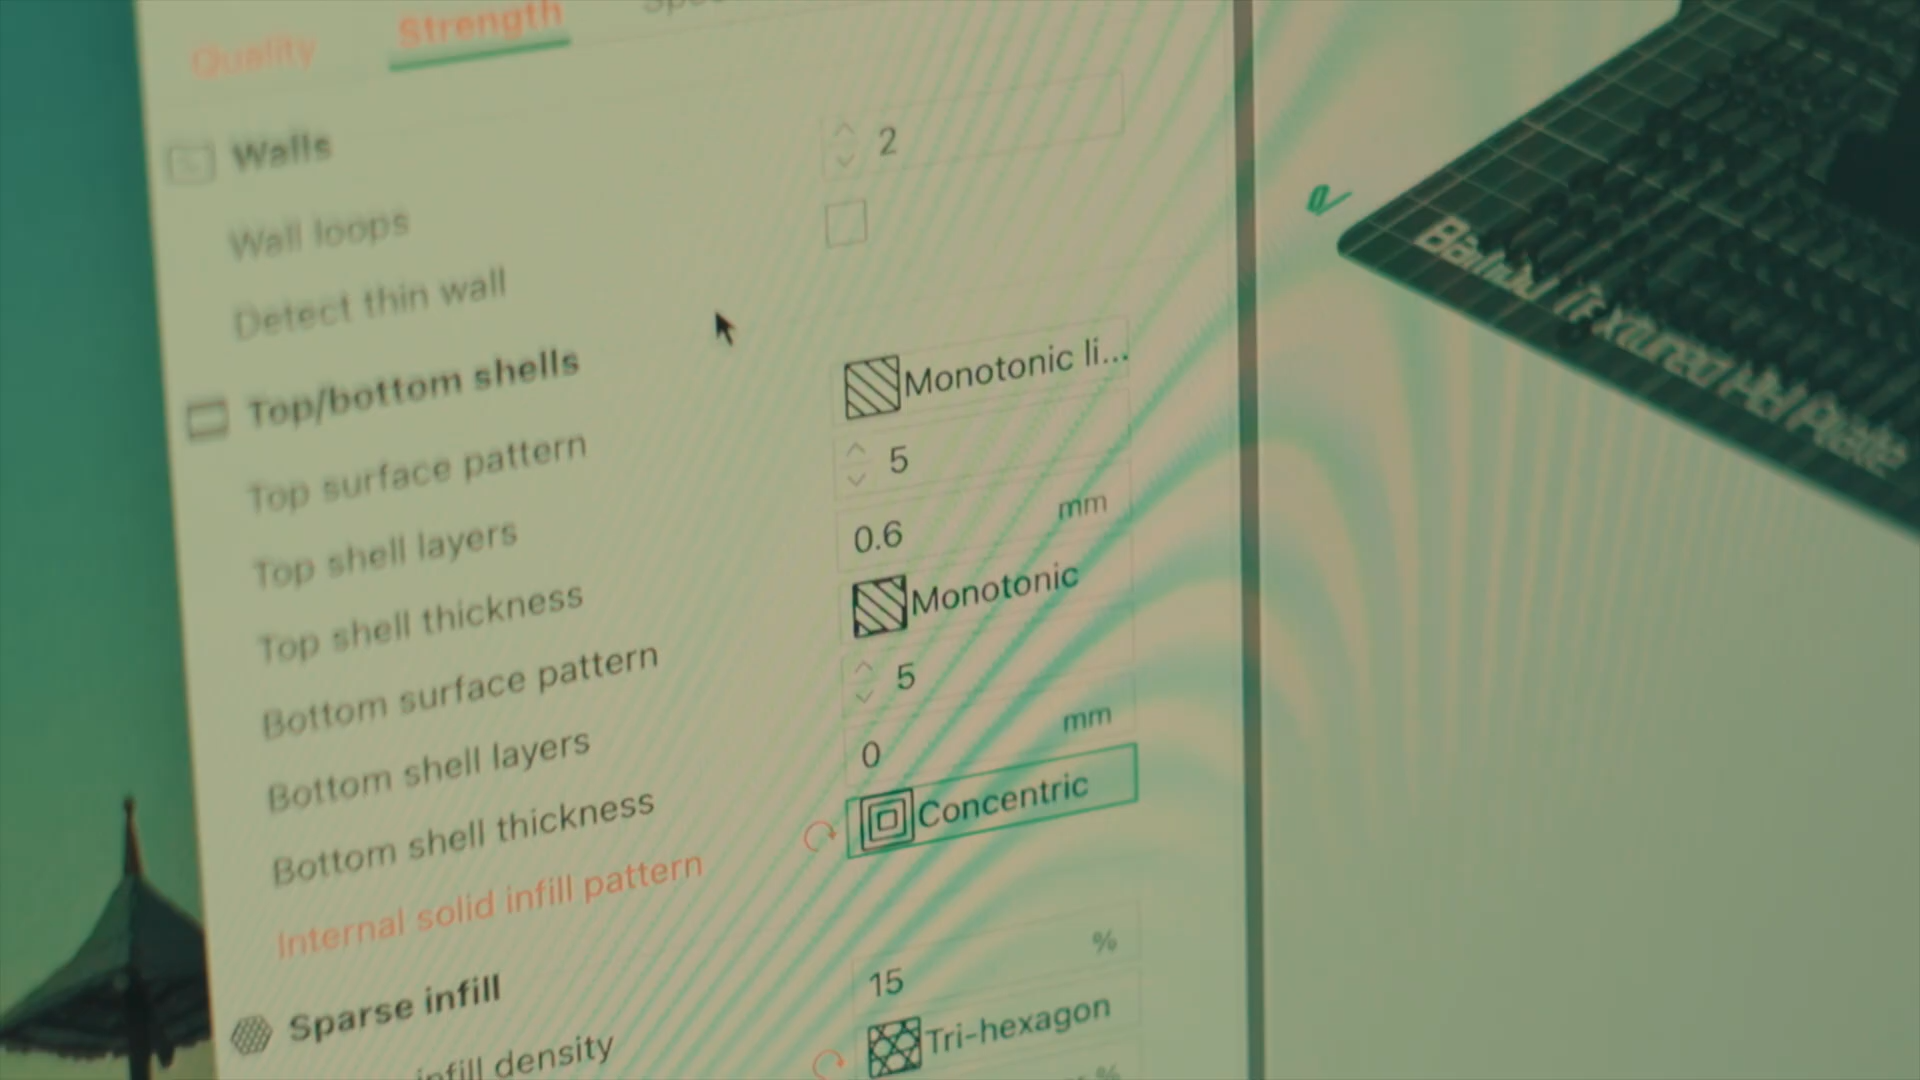 Quality Strength
Walls
Wall loops 2
Detect thin wall
Top/bottom shells
Top surface pattern Monotonic li...
Top shell layers 5
Top shell thickness 0.6 mm
Bottom surface pattern Monotonic
Bottom shell layers 5
Bottom shell thickness 0 mm
Internal solid infill pattern Concentric
Sparse infill
infill density 15 %
Tri-hexagon
%
Bambu Textured PEI Plate